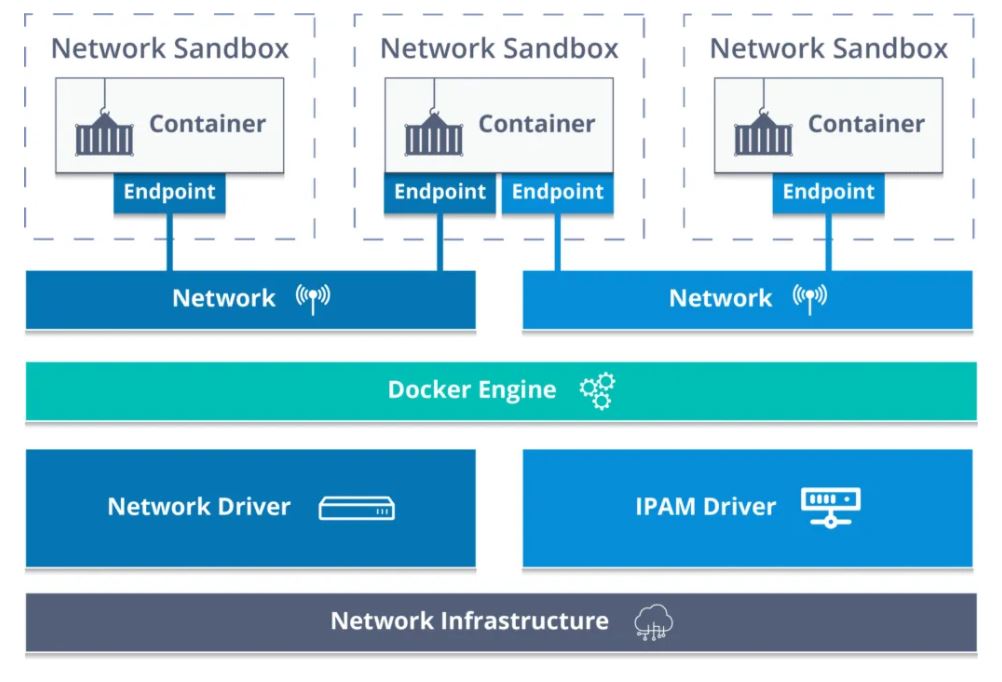 Network Sandbox
Network Sandbox
Network Sandbox
Container
Container
Container
Endpoint
Endpoint
Endpoint
Endpoint
Network
Network
Docker Engine
Network Driver
IPAM Driver
Network Infrastructure